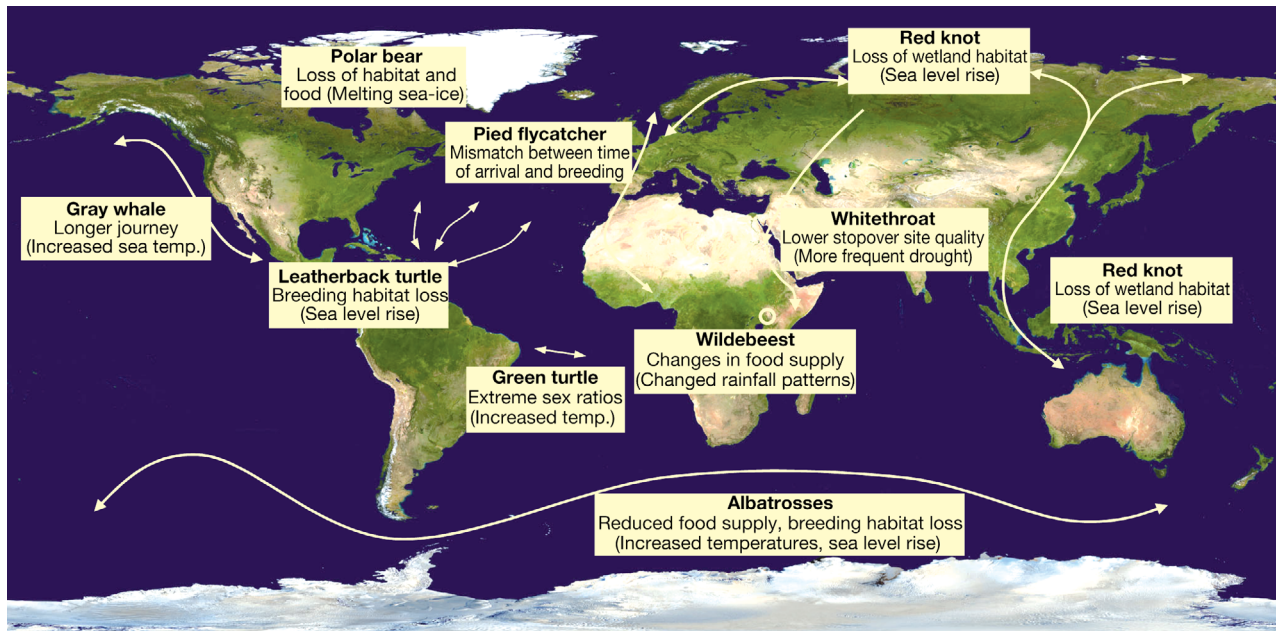 Polar bear
Loss of habitat and
food (Melting sea-ice)
Red knot
Loss of wetland habitat
(Sea level rise)
Pied flycatcher
Mismatch between time
of arrival and breeding
Gray whale
Longer journey
(Increased sea temp.)
Whitethroat
Lower stopover site quality
(More frequent drought)
Leatherback turtle
Breeding habitat loss
(Sea level rise)
Red knot
Loss of wetland habitat
(Sea level rise)
Wildebeest
Changes in food supply
(Changed rainfall patterns)
Green turtle
Extreme sex ratios
(Increased temp.)
Albatrosses
Reduced food supply, breeding habitat loss
(Increased temperatures, sea level rise)